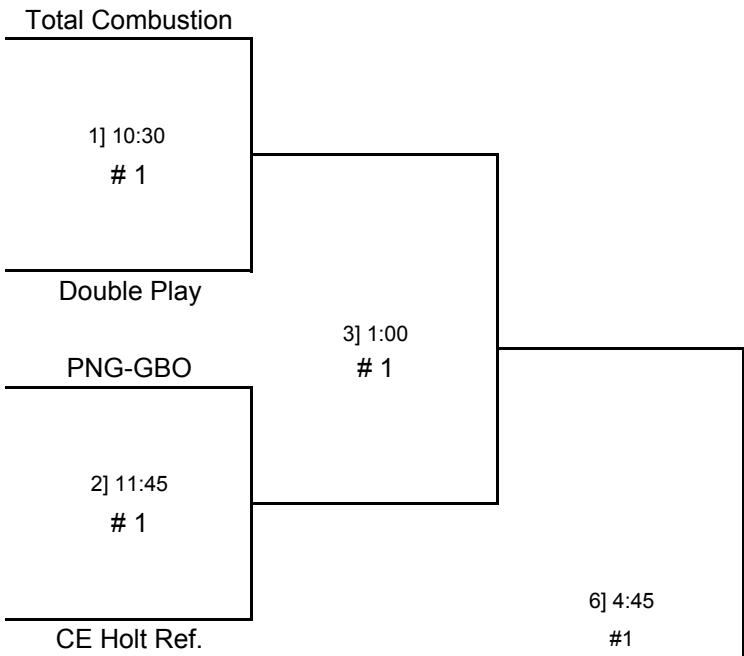 Total Combustion
1] 10:30
# 1
Double Play
3] 1:00
# 1
PNG-GBO
2] 11:45
# 1
CE Holt Ref.
6] 4:45
#1